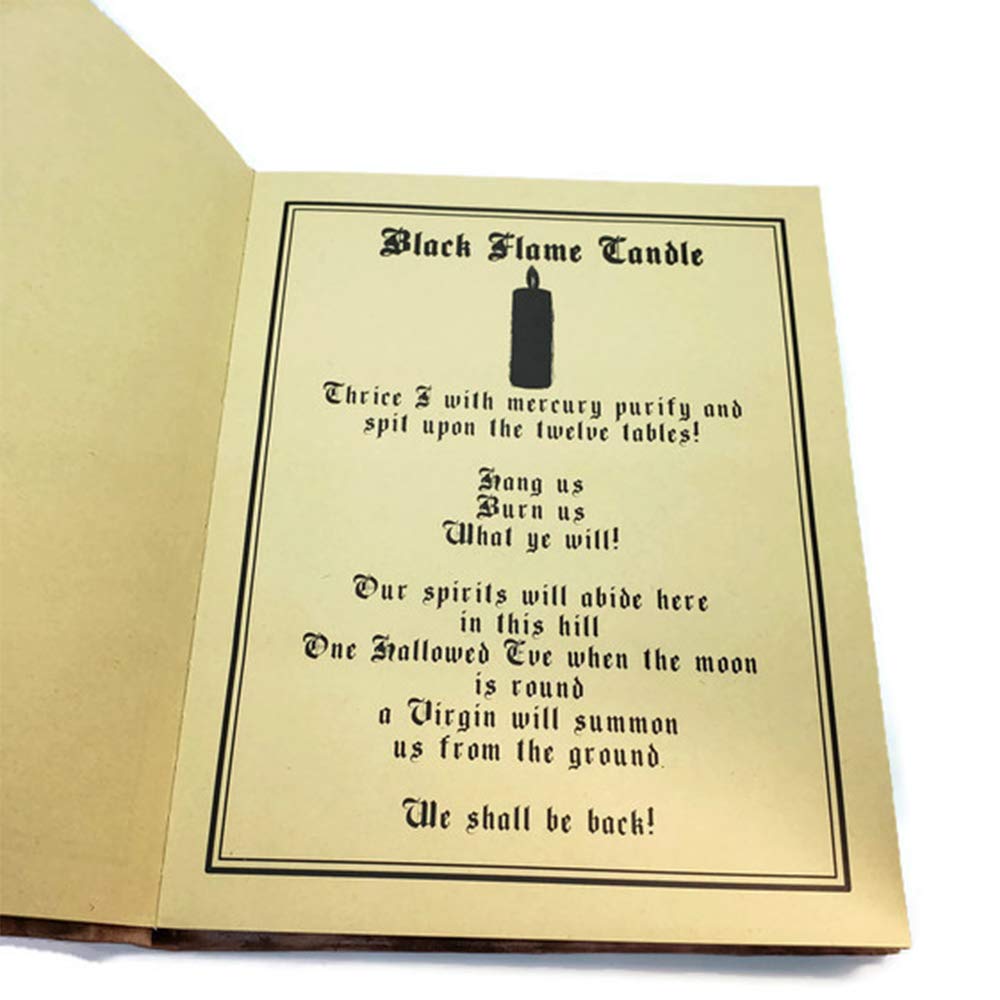 Black Flame Candle
Thrice I with mercury purify and
spit upon the twelve tables!
Hang us
Burn us
What ye will!
Our spirits will abide here
in this hill
One Hallowed Eve when the moon
is round
a Virgin will summon
us from the ground.
We shall be back!